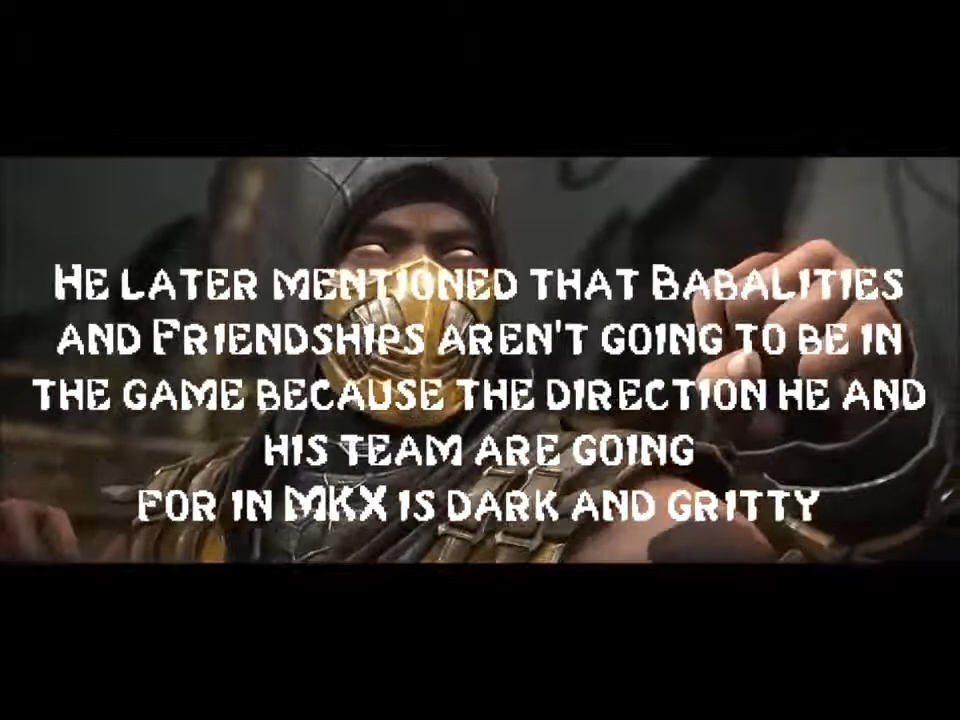 He later mentioned that Babalities
and Friendships aren't going to be in
the game because the direction he and
his team are going
for in MKX is dark and gritty